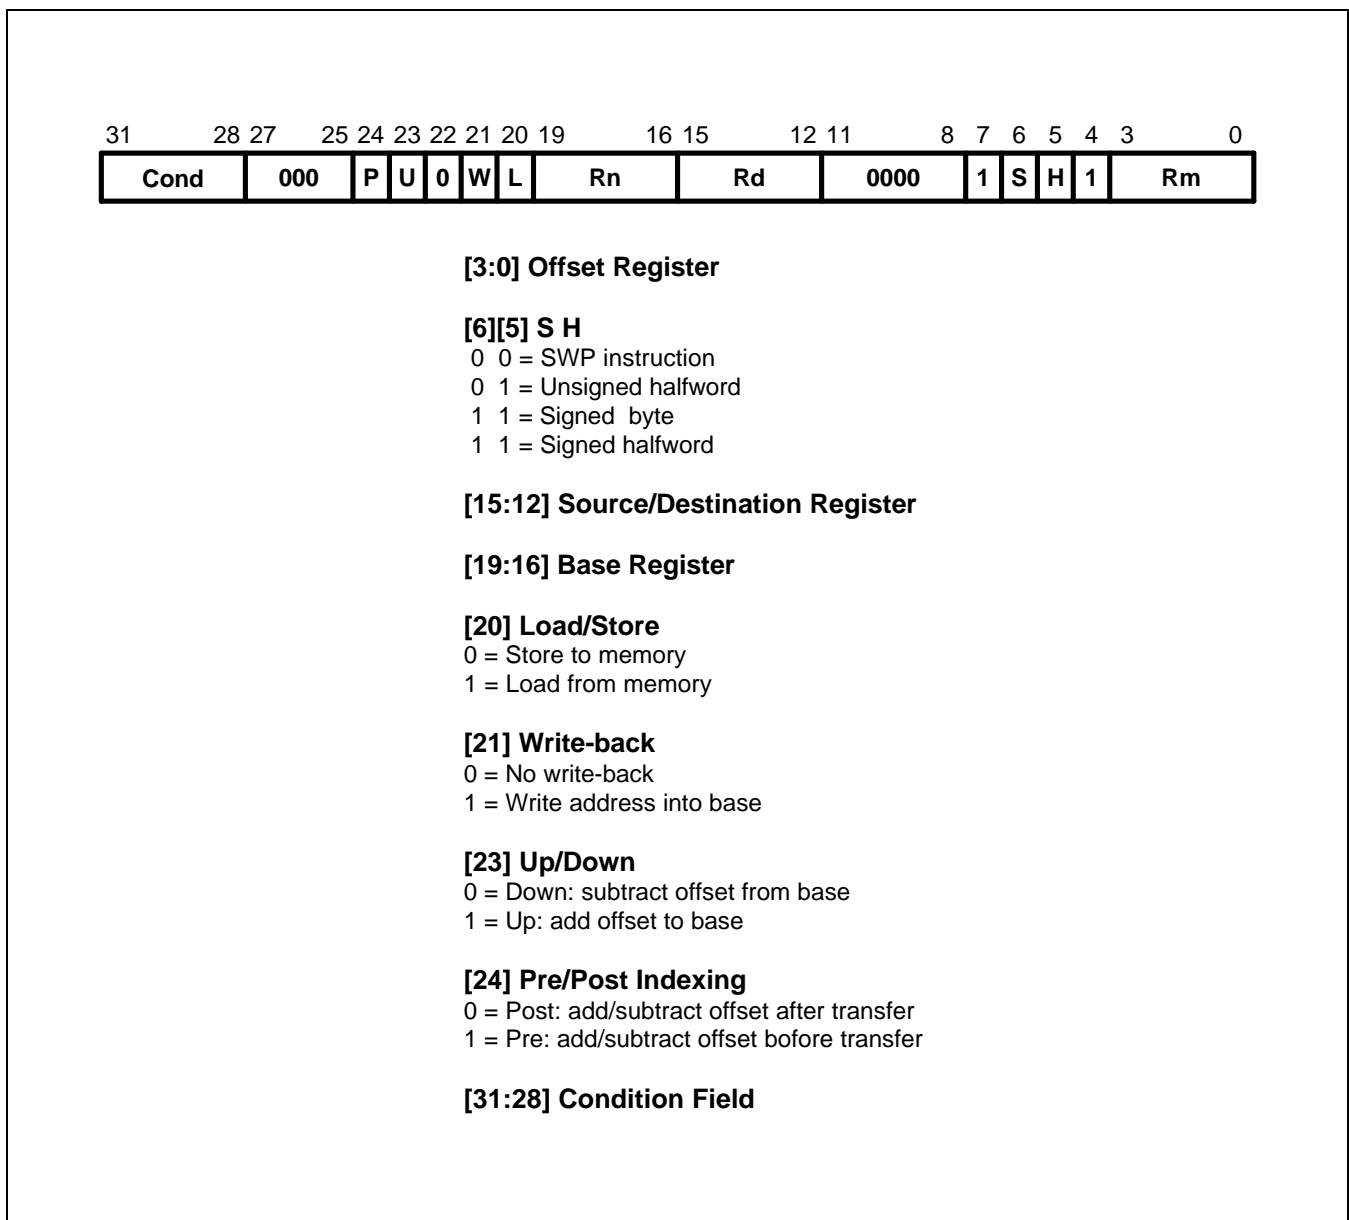 31 28 27 25 24 23 22 21 20 19 16 15 12 11 8 7 6 5 4 3 0
Cond 000 P U 0 W L Rn Rd 0000 1 S H 1 Rm
[3:0] Offset Register
[6][5] S H
0 0 = SWP instruction
0 1 = Unsigned halfword
1 1 = Signed byte
1 1 = Signed halfword
[15:12] Source/Destination Register
[19:16] Base Register
[20] Load/Store
0 = Store to memory
1 = Load from memory
[21] Write-back
0 = No write-back
1 = Write address into base
[23] Up/Down
0 = Down: subtract offset from base
1 = Up: add offset to base
[24] Pre/Post Indexing
0 = Post: add/subtract offset after transfer
1 = Pre: add/subtract offset bofore transfer
[31:28] Condition Field